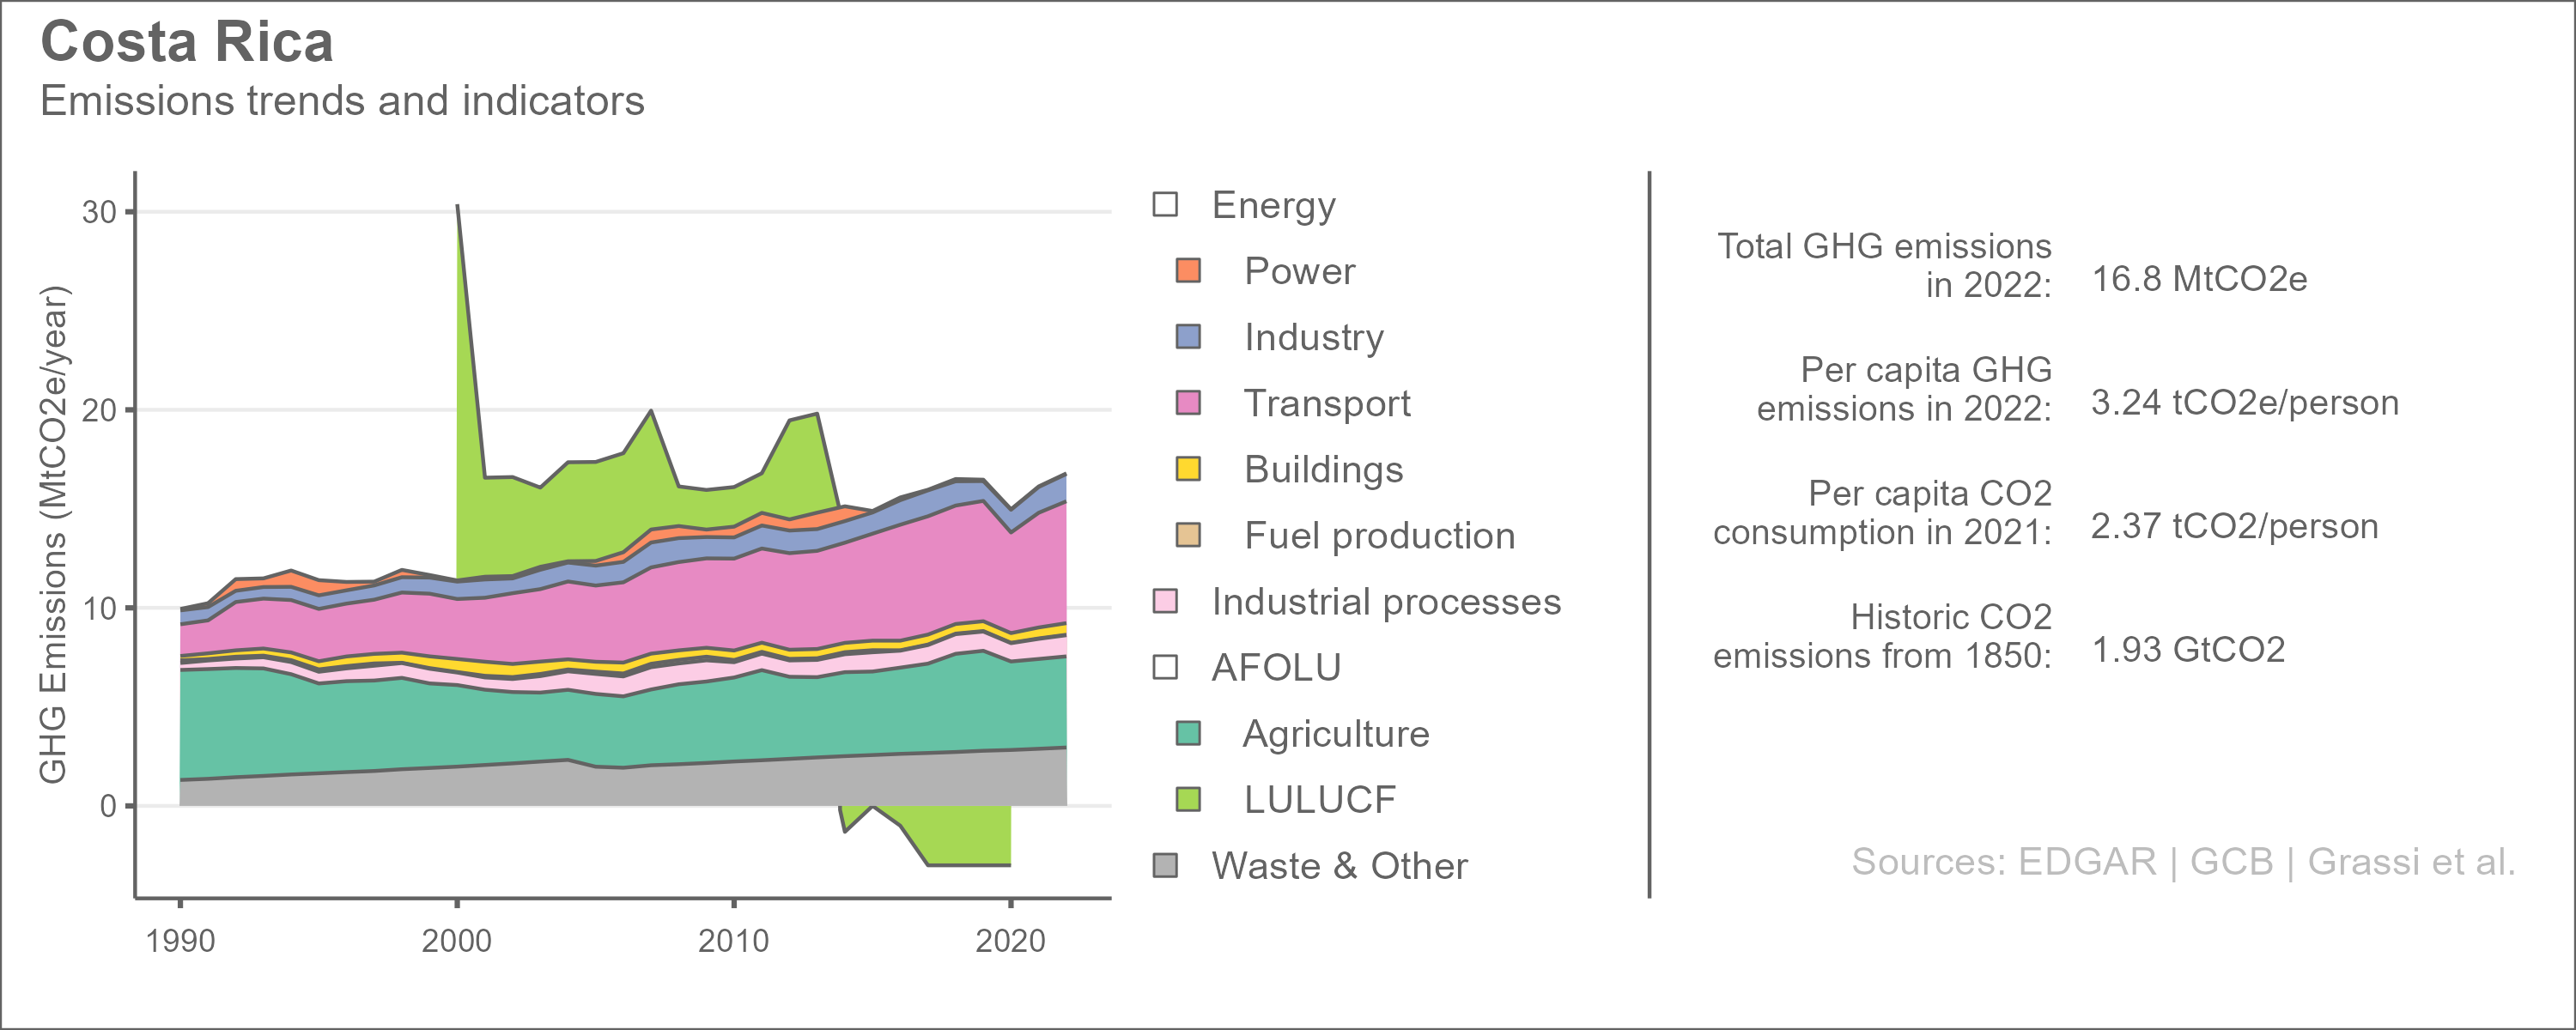 Costa Rica
Emissions trends and indicators
GHG Emissions (MtCO2e/year)
30
20
10
0
1990
2000
2010
2020
Energy
Power
Industry
Transport
Buildings
Fuel production
Industrial processes
AFOLU
Agriculture
LULUCF
Waste & Other
Total GHG emissions
in 2022:
16.8 MtCO2e
Per capita GHG
emissions in 2022:
3.24 tCO2e/person
Per capita CO2
consumption in 2021:
2.37 tCO2/person
Historic CO2
emissions from 1850:
1.93 GtCO2
Sources: EDGAR | GCB | Grassi et al.